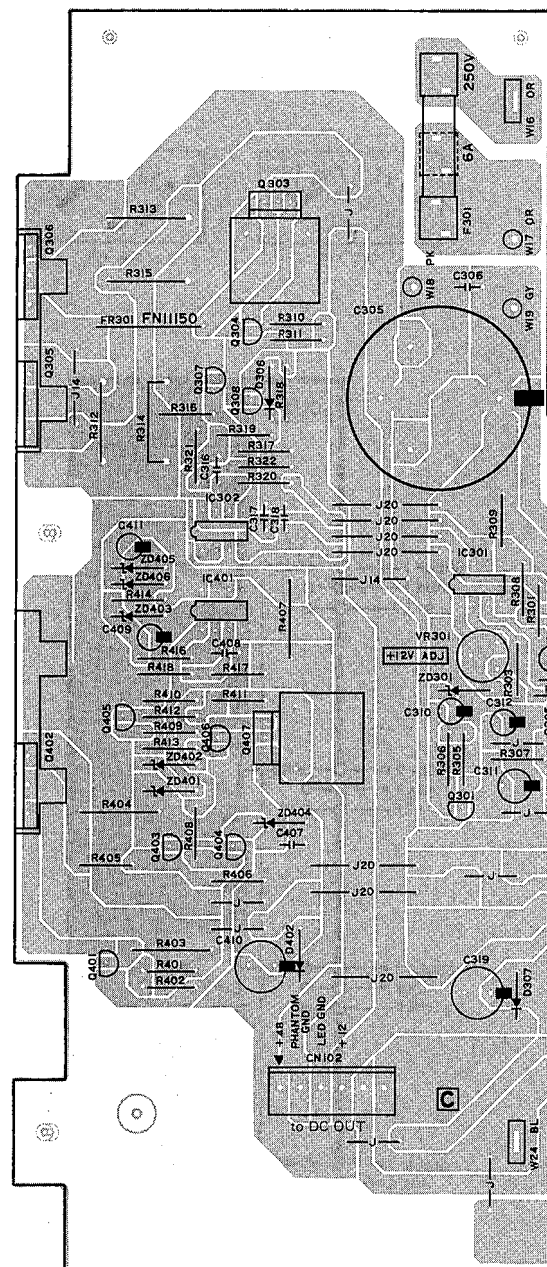 250V
OR
W16
6A
F301
Q303
R313
J
OR
W17
Q306
PK
W18
C306
R315
GY
W19
FR301 FN11150
Q304
R310
R311
C305
Q305
J14
Q307
Q308
D306
R318
R312
R314
R316
R319
R321
C316
R317
R322
R320
IC302
C317
C318
J20
J20
J20
J20
R309
C411
ZD405
ZD406
R414
ZD403
C409
IC401
J14
IC301
R308
R301
R407
R416
C408
VR301
+12V ADJ
R418
R417
ZD301
R303
R410
R411
C310
C312
Q405
R412
R409
Q406
Q407
Q402
R413
ZD402
R306
R305
J
R307
C311
ZD401
Q301
R404
ZD404
J
Q403
R408
Q404
C407
R405
R406
J20
J
J20
J
J
C410
D402
R403
Q401
R401
R402
J20
C319
D307
+48
PHANTOM
GND
LED GND
+12
CN102
C
to DC OUT
J
BL
W24
J